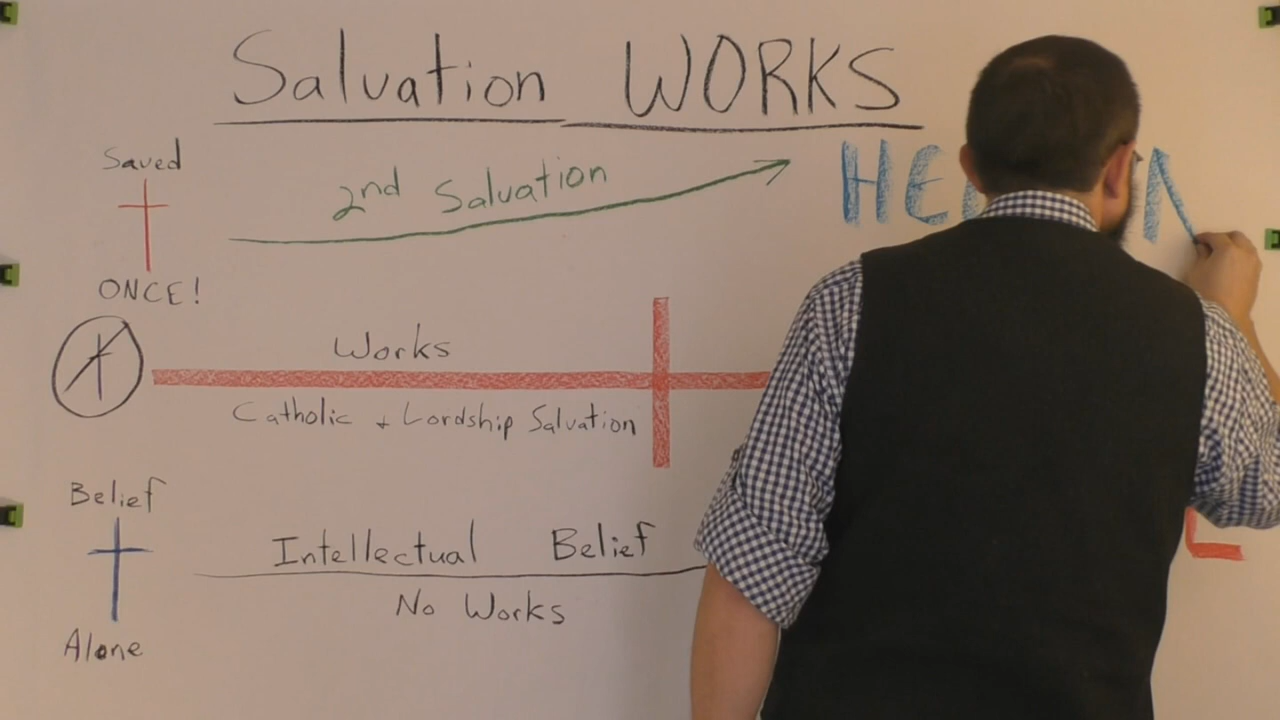 Salvation WORKS
Saved
2nd Salvation
ONCE!
Works
Catholic + Lordship Salvation
Belief
Intellectual Belief
No Works
Alone